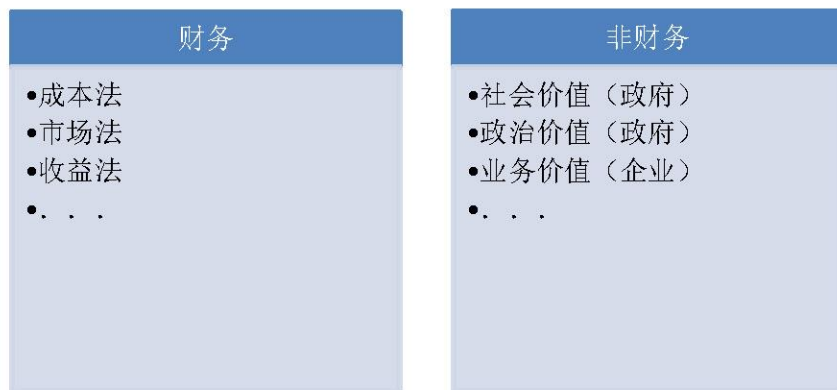 财务
•成本法
•市场法
•收益法
•. . .
非财务
•社会价值（政府）
•政治价值（政府）
•业务价值（企业）
•. . .